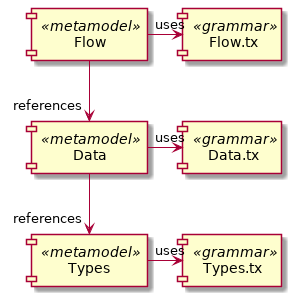 «metamodel»
Flow
uses
«grammar»
Flow.tx
references
«metamodel»
Data
uses
«grammar»
Data.tx
references
«metamodel»
Types
uses
«grammar»
Types.tx